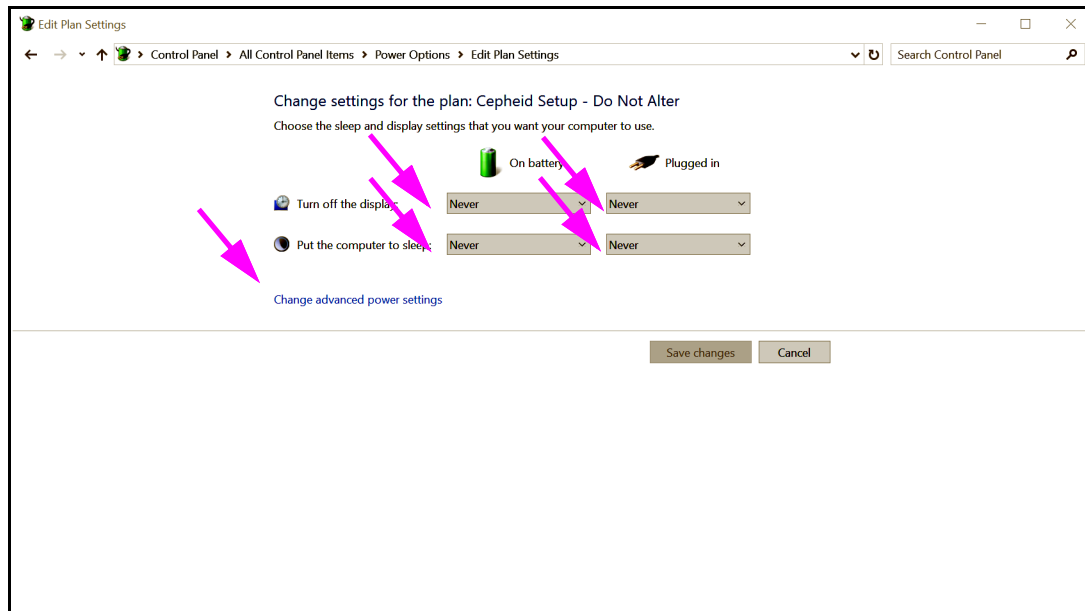 Edit Plan Settings
Control Panel > All Control Panel Items > Power Options > Edit Plan Settings
Search Control Panel
Change settings for the plan: Cepheid Setup - Do Not Alter
Choose the sleep and display settings that you want your computer to use.
On battery Plugged in
Turn off the display: Never Never
Put the computer to sleep: Never Never
Change advanced power settings
Save changes Cancel